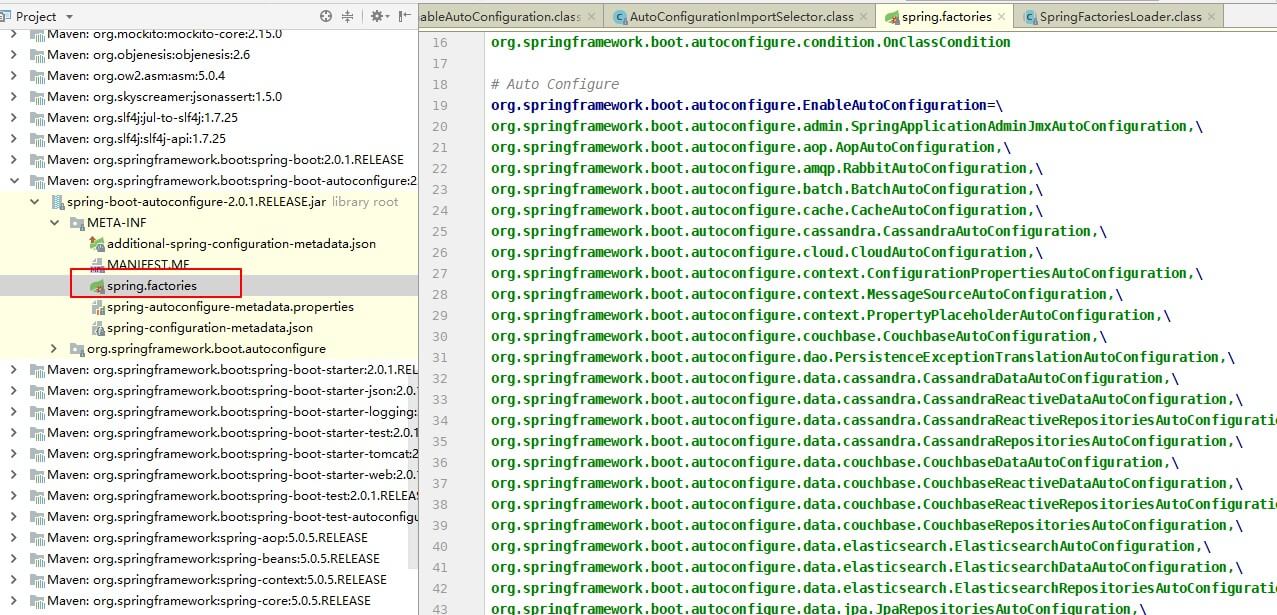 Project
Maven: org.mockito:mockito-core:2.15.0
Maven: org.objenesis:objenesis:2.6
Maven: org.ow2.asm:asm:5.0.4
Maven: org.skyscreamer:jsonassert:1.5.0
Maven: org.slf4j:jul-to-slf4j:1.7.25
Maven: org.slf4j:slf4j-api:1.7.25
Maven: org.springframework.boot:spring-boot:2.0.1.RELEASE
Maven: org.springframework.boot:spring-boot-autoconfigure:2
spring-boot-autoconfigure-2.0.1.RELEASE.jar library root
META-INF
additional-spring-configuration-metadata.json
MANIFEST.MF
spring.factories
spring-autoconfigure-metadata.properties
spring-configuration-metadata.json
org.springframework.boot.autoconfigure
Maven: org.springframework.boot:spring-boot-starter:2.0.1.REL
Maven: org.springframework.boot:spring-boot-starter-json:2.0.
Maven: org.springframework.boot:spring-boot-starter-logging:
Maven: org.springframework.boot:spring-boot-starter-test:2.0.1
Maven: org.springframework.boot:spring-boot-starter-tomcat:2
Maven: org.springframework.boot:spring-boot-starter-web:2.0.
Maven: org.springframework.boot:spring-boot-test:2.0.1.RELEA
Maven: org.springframework.boot:spring-boot-test-autoconfigu
Maven: org.springframework:spring-aop:5.0.5.RELEASE
Maven: org.springframework:spring-beans:5.0.5.RELEASE
Maven: org.springframework:spring-context:5.0.5.RELEASE
Maven: org.springframework:spring-core:5.0.5.RELEASE
ableAutoConfiguration.class AutoConfigurationImportSelector.class spring.factories SpringFactoriesLoader.class
16 org.springframework.boot.autoconfigure.condition.OnClassCondition
17
18 # Auto Configure
19 org.springframework.boot.autoconfigure.EnableAutoConfiguration=\
20 org.springframework.boot.autoconfigure.admin.SpringApplicationAdminJmxAutoConfiguration,\
21 org.springframework.boot.autoconfigure.aop.AopAutoConfiguration,\
22 org.springframework.boot.autoconfigure.amqp.RabbitAutoConfiguration,\
23 org.springframework.boot.autoconfigure.batch.BatchAutoConfiguration,\
24 org.springframework.boot.autoconfigure.cache.CacheAutoConfiguration,\
25 org.springframework.boot.autoconfigure.cassandra.CassandraAutoConfiguration,\
26 org.springframework.boot.autoconfigure.cloud.CloudAutoConfiguration,\
27 org.springframework.boot.autoconfigure.context.ConfigurationPropertiesAutoConfiguration,\
28 org.springframework.boot.autoconfigure.context.MessageSourceAutoConfiguration,\
29 org.springframework.boot.autoconfigure.context.PropertyPlaceholderAutoConfiguration,\
30 org.springframework.boot.autoconfigure.couchbase.CouchbaseAutoConfiguration,\
31 org.springframework.boot.autoconfigure.dao.PersistenceExceptionTranslationAutoConfiguration,\
32 org.springframework.boot.autoconfigure.data.cassandra.CassandraDataAutoConfiguration,\
33 org.springframework.boot.autoconfigure.data.cassandra.CassandraReactiveDataAutoConfiguration,\
34 org.springframework.boot.autoconfigure.data.cassandra.CassandraReactiveRepositoriesAutoConfiguratio
35 org.springframework.boot.autoconfigure.data.cassandra.CassandraRepositoriesAutoConfiguration,\
36 org.springframework.boot.autoconfigure.data.couchbase.CouchbaseDataAutoConfiguration,\
37 org.springframework.boot.autoconfigure.data.couchbase.CouchbaseReactiveDataAutoConfiguration,\
38 org.springframework.boot.autoconfigure.data.couchbase.CouchbaseReactiveRepositoriesAutoConfiguratio
39 org.springframework.boot.autoconfigure.data.couchbase.CouchbaseRepositoriesAutoConfiguration,\
40 org.springframework.boot.autoconfigure.data.elasticsearch.ElasticsearchAutoConfiguration,\
41 org.springframework.boot.autoconfigure.data.elasticsearch.ElasticsearchDataAutoConfiguration,\
42 org.springframework.boot.autoconfigure.data.elasticsearch.ElasticsearchRepositoriesAutoConfiguratio
43 org.springframework.boot.autoconfigure.data.jpa.JpaRepositoriesAutoConfiguration,\